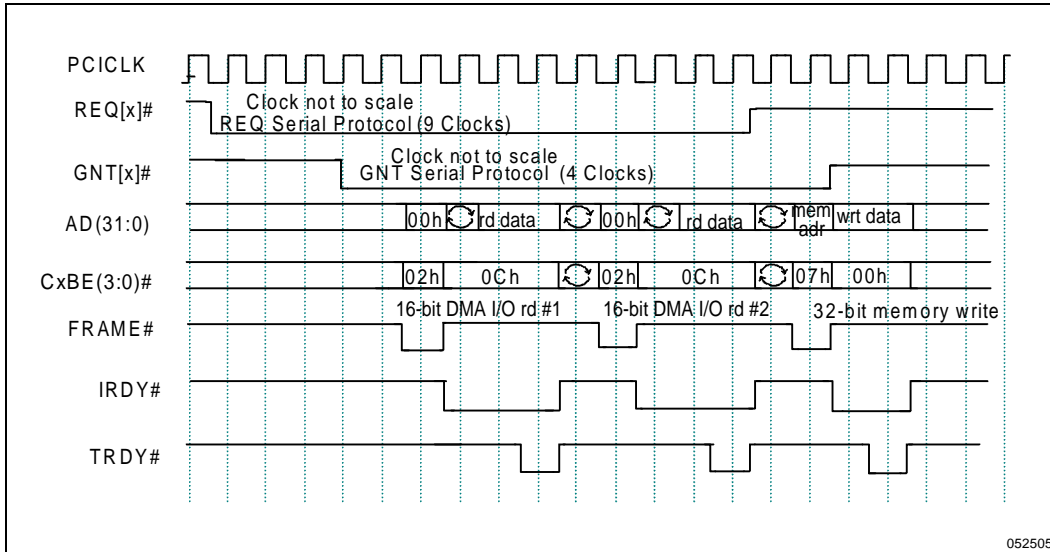 PCICLK
REQ[x]#
Clock not to scale
REQ Serial Protocol (9 Clocks)
GNT[x]#
Clock not to scale
GNT Serial Protocol (4 Clocks)
AD(31:0)
00h rd data 00h rd data mem adr wrt data
CxBE(3:0)#
02h 0Ch 02h 0Ch 07h 00h
16-bit DMA I/O rd #1 16-bit DMA I/O rd #2 32-bit memory write
FRAME#
IRDY#
TRDY#
052505